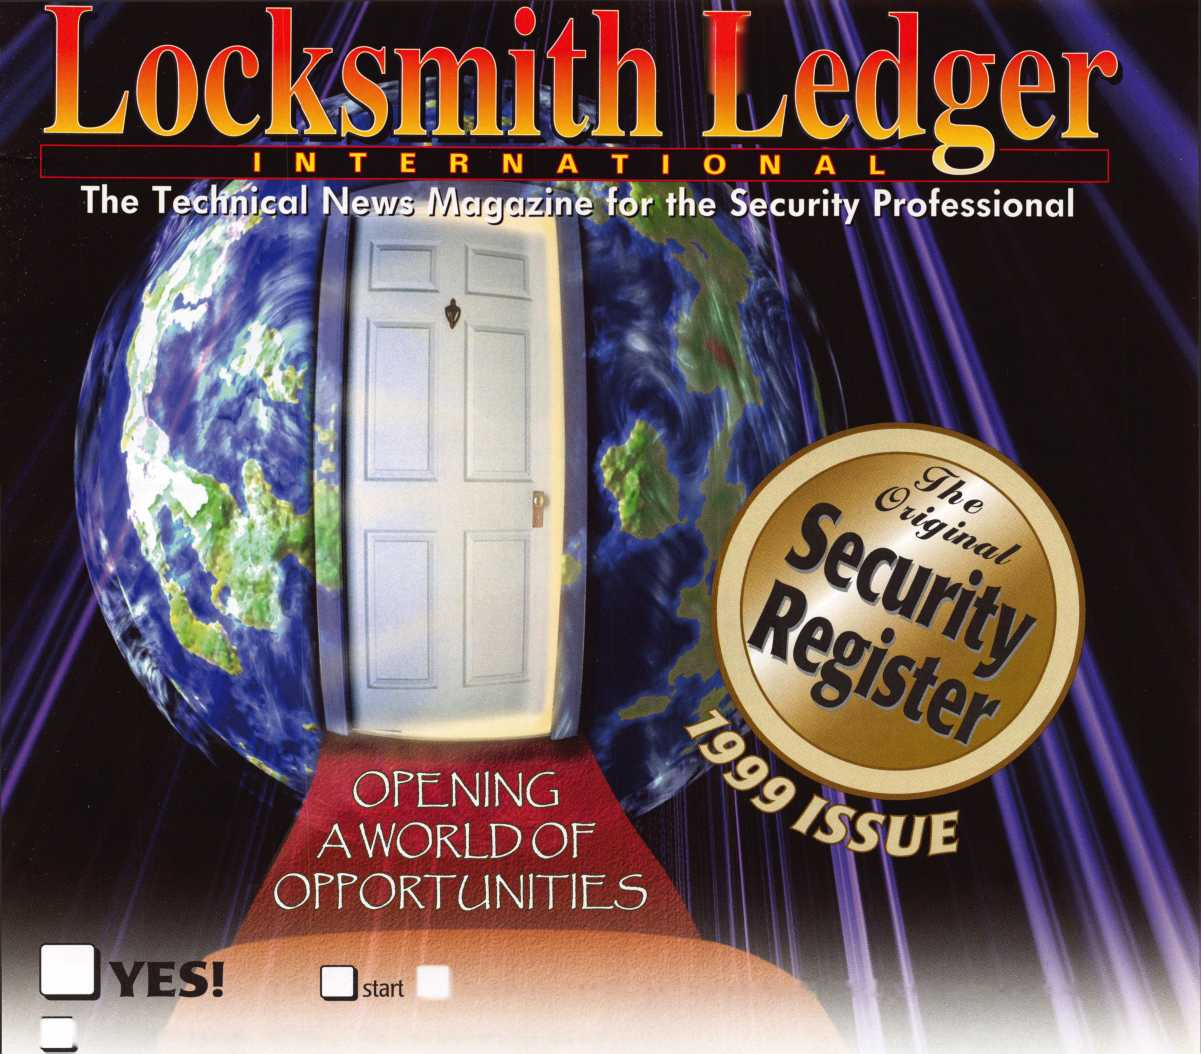 Locksmith Ledger
INTERNATIONAL
The Technical News Magazine for the Security Professional
The
Original
Security
Register
1999 ISSUE
OPENING
A WORLD OF
OPPORTUNITIES
YES!
start